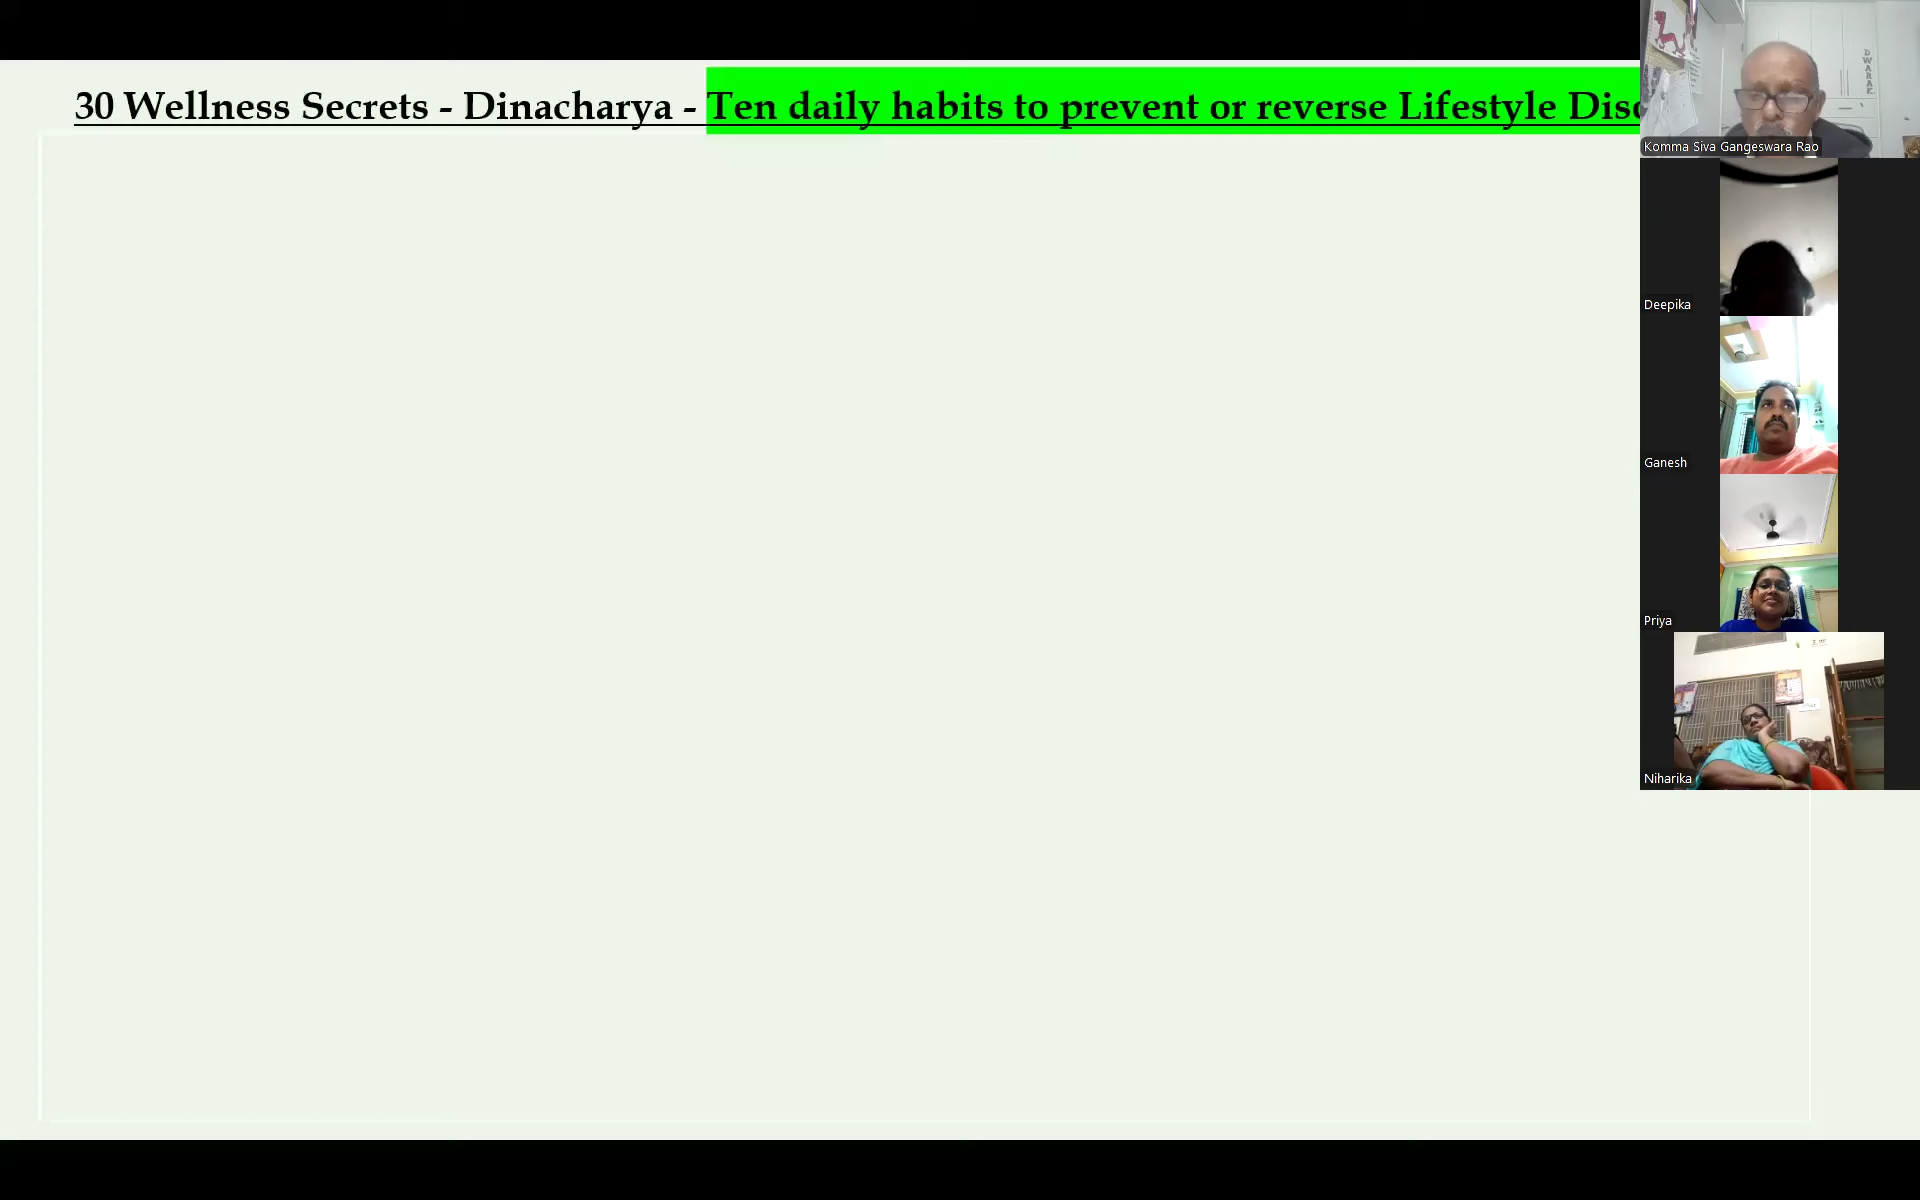 30 Wellness Secrets - Dinacharya - Ten daily habits to prevent or reverse Lifestyle
DWARAK
Komma Siva Gangeswara Rao
Deepika
Ganesh
Priya
Niharika